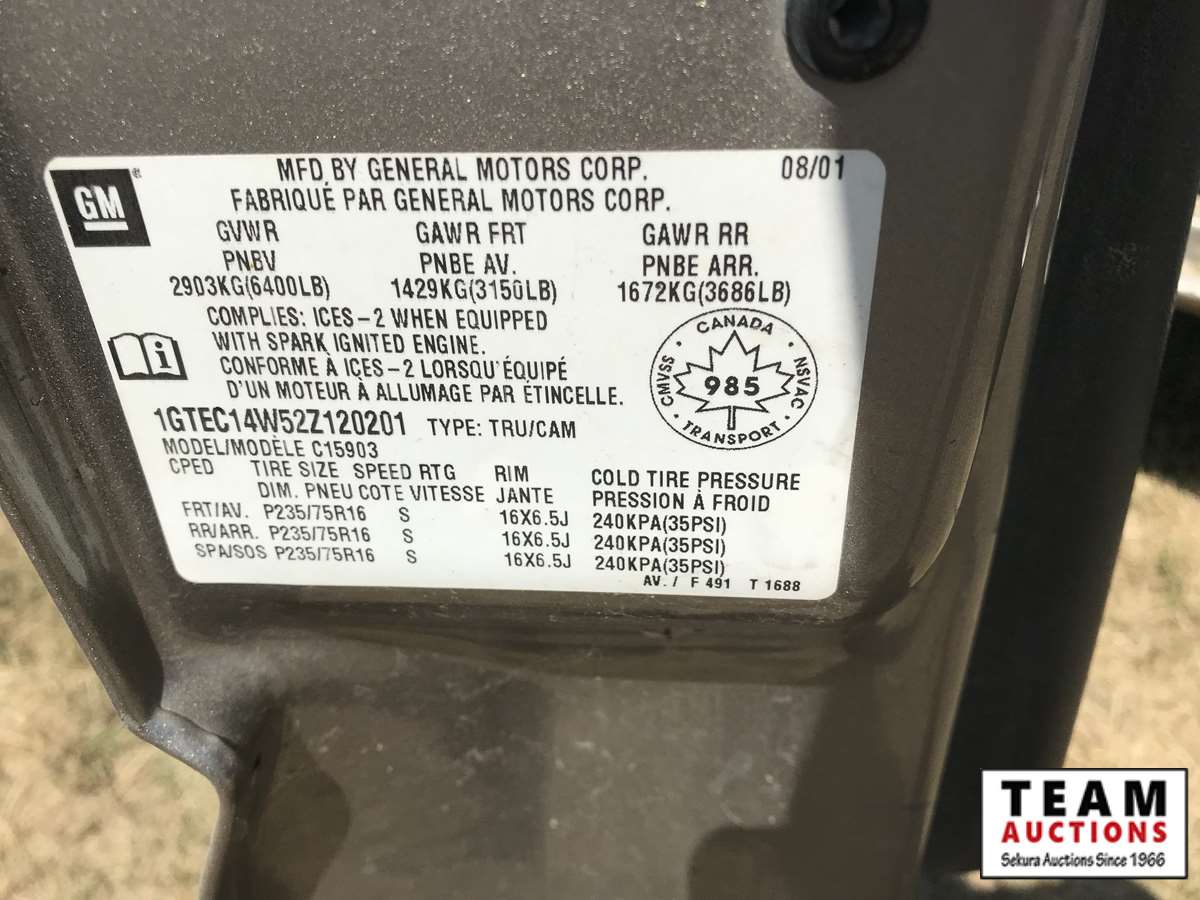 GM
®
MFD BY GENERAL MOTORS CORP. 08/01
FABRIQUÉ PAR GENERAL MOTORS CORP.
GVWR GAWR FRT GAWR RR
PNBV PNBE AV. PNBE ARR.
2903KG(6400LB) 1429KG(3150LB) 1672KG(3686LB)
COMPLIES: ICES-2 WHEN EQUIPPED
WITH SPARK IGNITED ENGINE.
CONFORME À ICES-2 LORSQU'ÉQUIPÉ
D'UN MOTEUR À ALLUMAGE PAR ÉTINCELLE.
i
CANADA
CMVSS 985 NSVAC
TRANSPORT
1GTEC14W52Z120201 TYPE: TRU/CAM
MODEL/MODÈLE C15903
CPED TIRE SIZE SPEED RTG RIM COLD TIRE PRESSURE
DIM. PNEU COTE VITESSE JANTE PRESSION À FROID
FRT/AV. P235/75R16 S 16X6.5J 240KPA(35PSI)
RR/ARR. P235/75R16 S 16X6.5J 240KPA(35PSI)
SPA/SOS P235/75R16 S 16X6.5J 240KPA(35PSI)
AV./ F 491 T 1688
TEAM
AUCTIONS
Sekura Auctions Since 1966